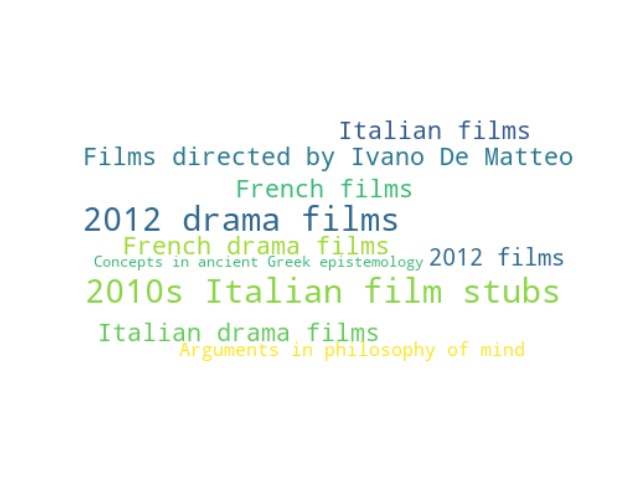 Italian films
Films directed by Ivano De Matteo
French films
2012 drama films
French drama films
2012 films
Concepts in ancient Greek epistemology
2010s Italian film stubs
Italian drama films
Arguments in philosophy of mind